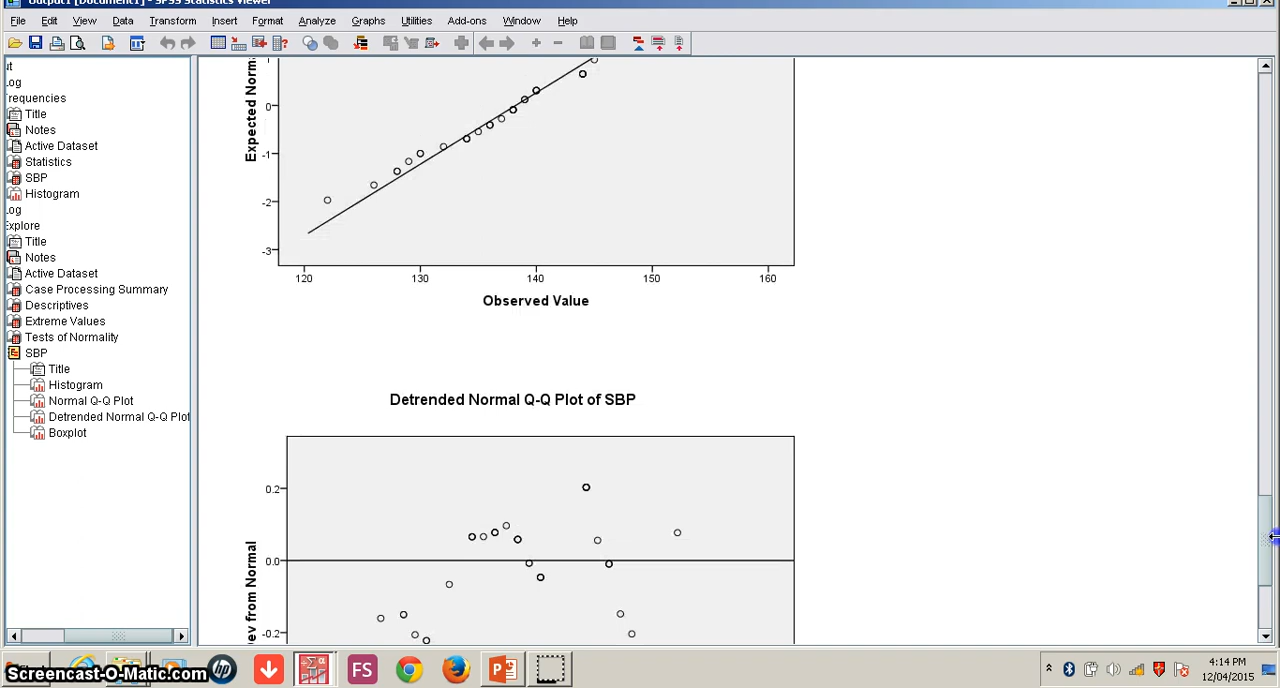 Output1 [Document1] - SPSS Statistics Viewer
File Edit View Data Transform Insert Format Analyze Graphs Utilities Add-ons Window Help
ut
Log
Frequencies
Title
Notes
Active Dataset
Statistics
SBP
Histogram
Log
Explore
Title
Notes
Active Dataset
Case Processing Summary
Descriptives
Extreme Values
Tests of Normality
SBP
Title
Histogram
Normal Q-Q Plot
Detrended Normal Q-Q Plot
Boxplot
Expected Norma
1
0
-1
-2
-3
120 130 140 150 160
Observed Value
Detrended Normal Q-Q Plot of SBP
Dev from Normal
0.2
0.0
-0.2
Screencast-O-Matic.com
FS
4:14 PM
12/04/2015